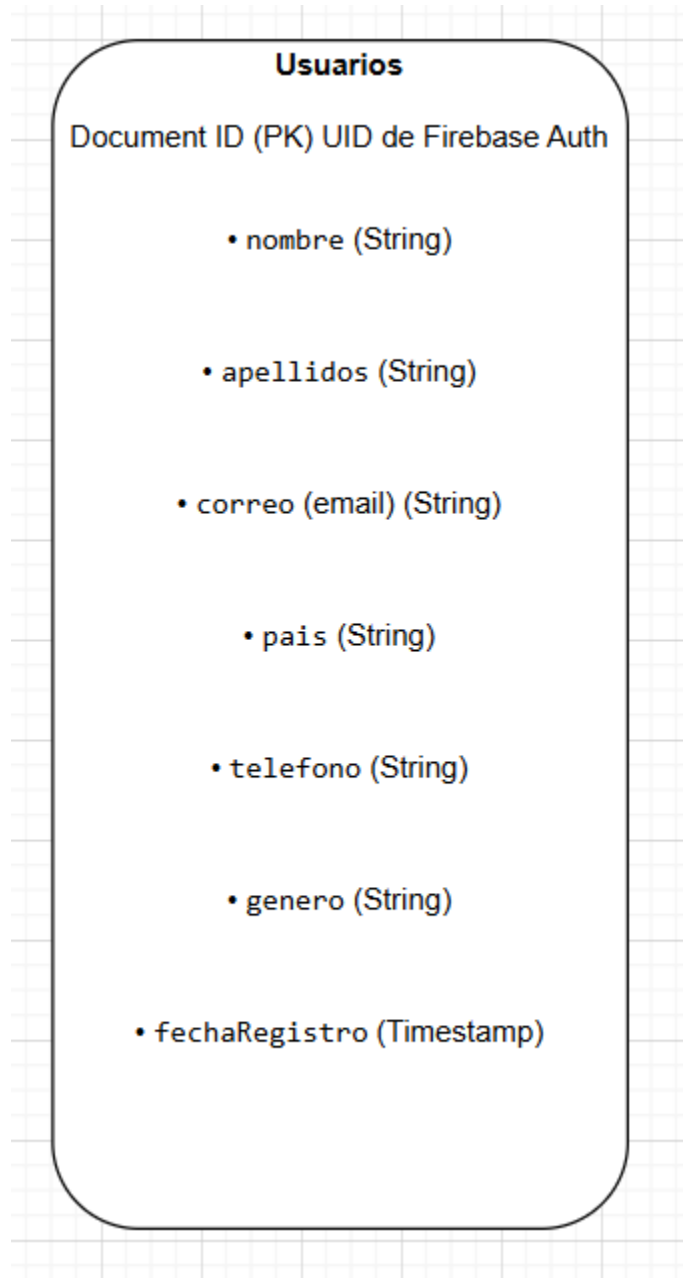 Usuarios
Document ID (PK) UID de Firebase Auth
• nombre (String)
• apellidos (String)
• correo (email) (String)
• pais (String)
• telefono (String)
• genero (String)
• fechaRegistro (Timestamp)